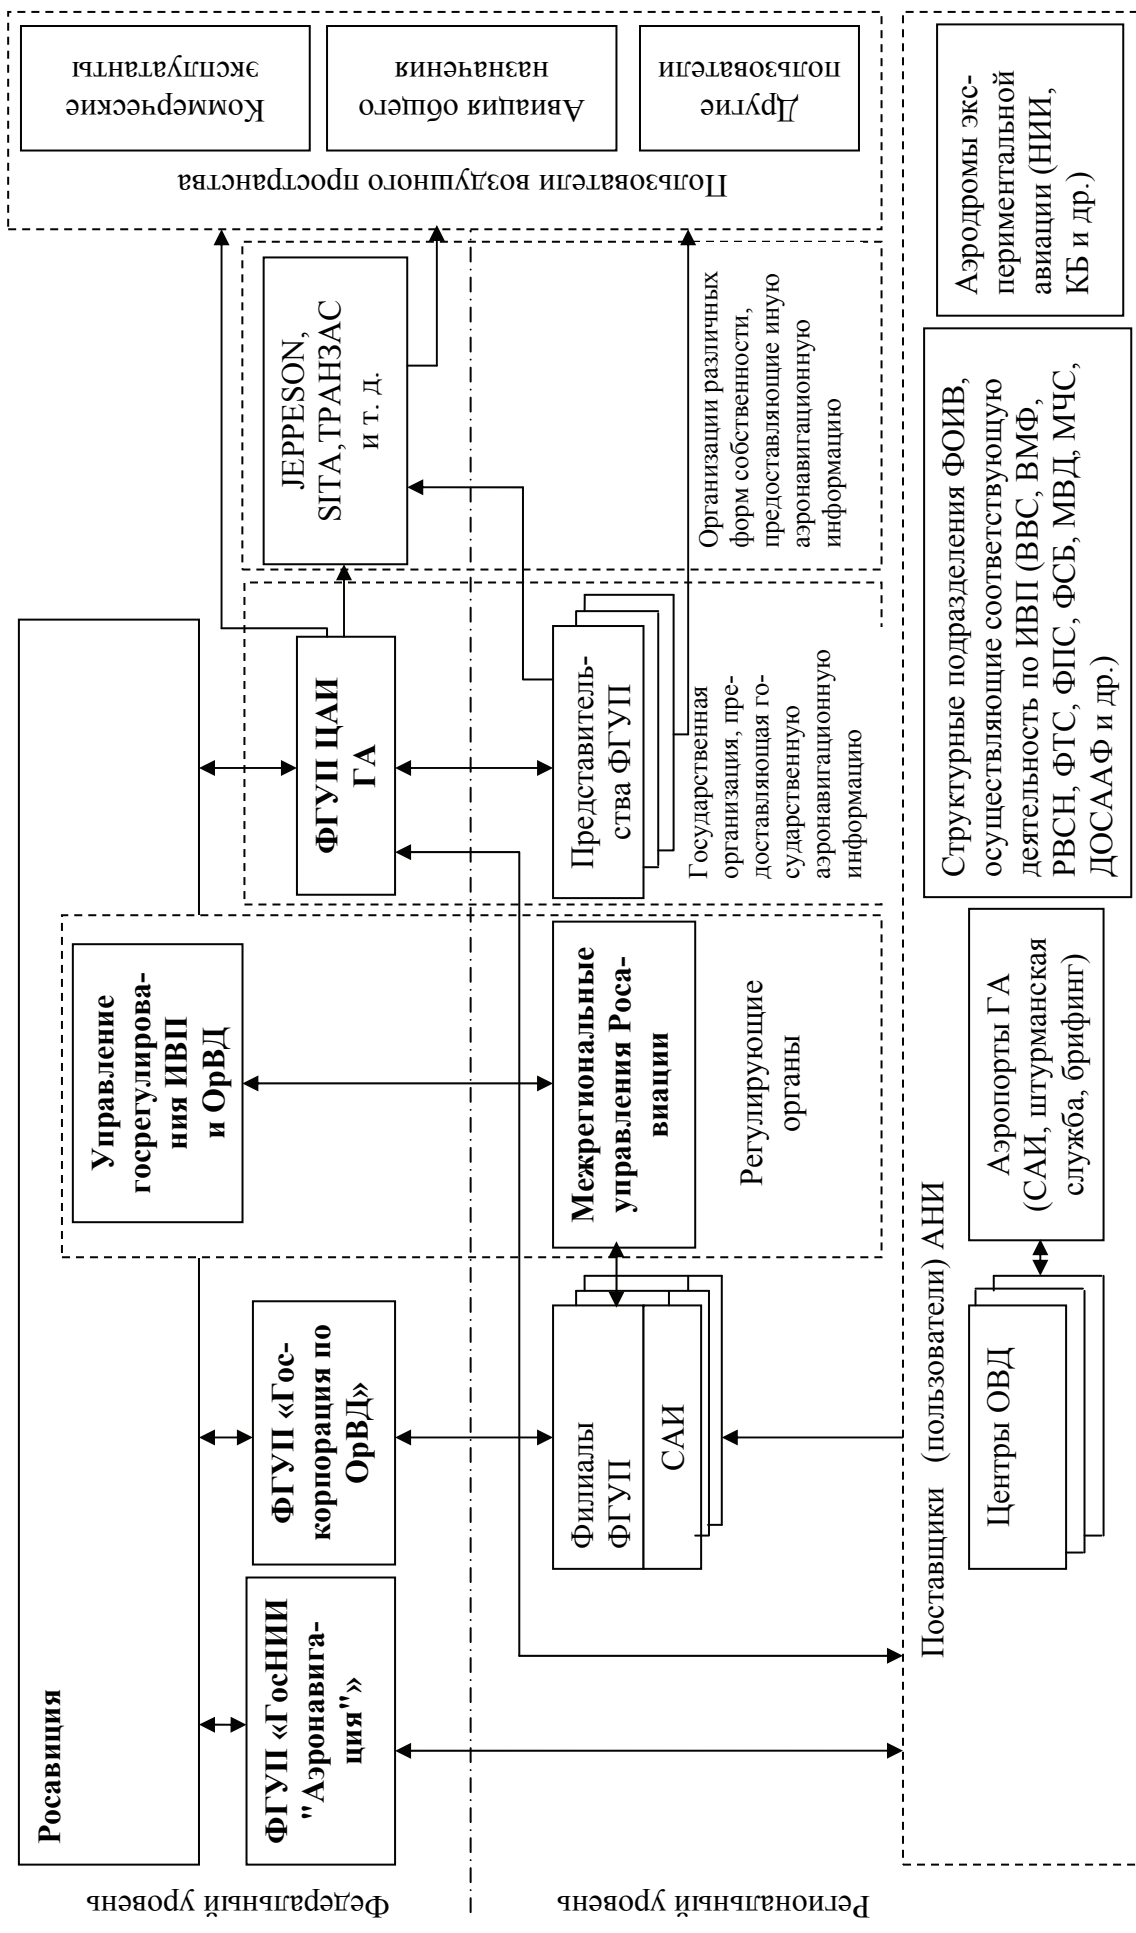 Федеральный уровень
Региональный уровень
Росавиция
ФГУП «ГосНИИ
"Аэронавига-
ция"»
ФГУП «Гос-
корпорация по
ОрВД»
Управление
госрегулирова-
ния ИВП
и ОрВД
ФГУП ЦАИ
ГА
JEPPESON,
SITA,ТРАНЗАС
и т. д.
Филиалы
ФГУП
САИ
Межрегиональные
управления Роса-
виации
Регулирующие
органы
Представитель-
ства ФГУП
Государственная
организация, пре-
доставляющая го-
сударственную
аэронавигационную
информацию
Организации различных
форм собственности,
предоставляющие иную
аэронавигационную
информацию
Пользователи воздушного пространства
Коммерческие
эксплуатанты
Авиация общего
назначения
Другие
пользователи
Поставщики (пользователи) АНИ
Центры ОВД
Аэропорты ГА
(САИ, штурманская
служба, брифинг)
Структурные подразделения ФОИВ,
осуществляющие соответствующую
деятельность по ИВП (ВВС, ВМФ,
РВСН, ФТС, ФПС, ФСБ, МВД, МЧС,
ДОСААФ и др.)
Аэродромы экс-
периментальной
авиации (НИИ,
КБ и др.)